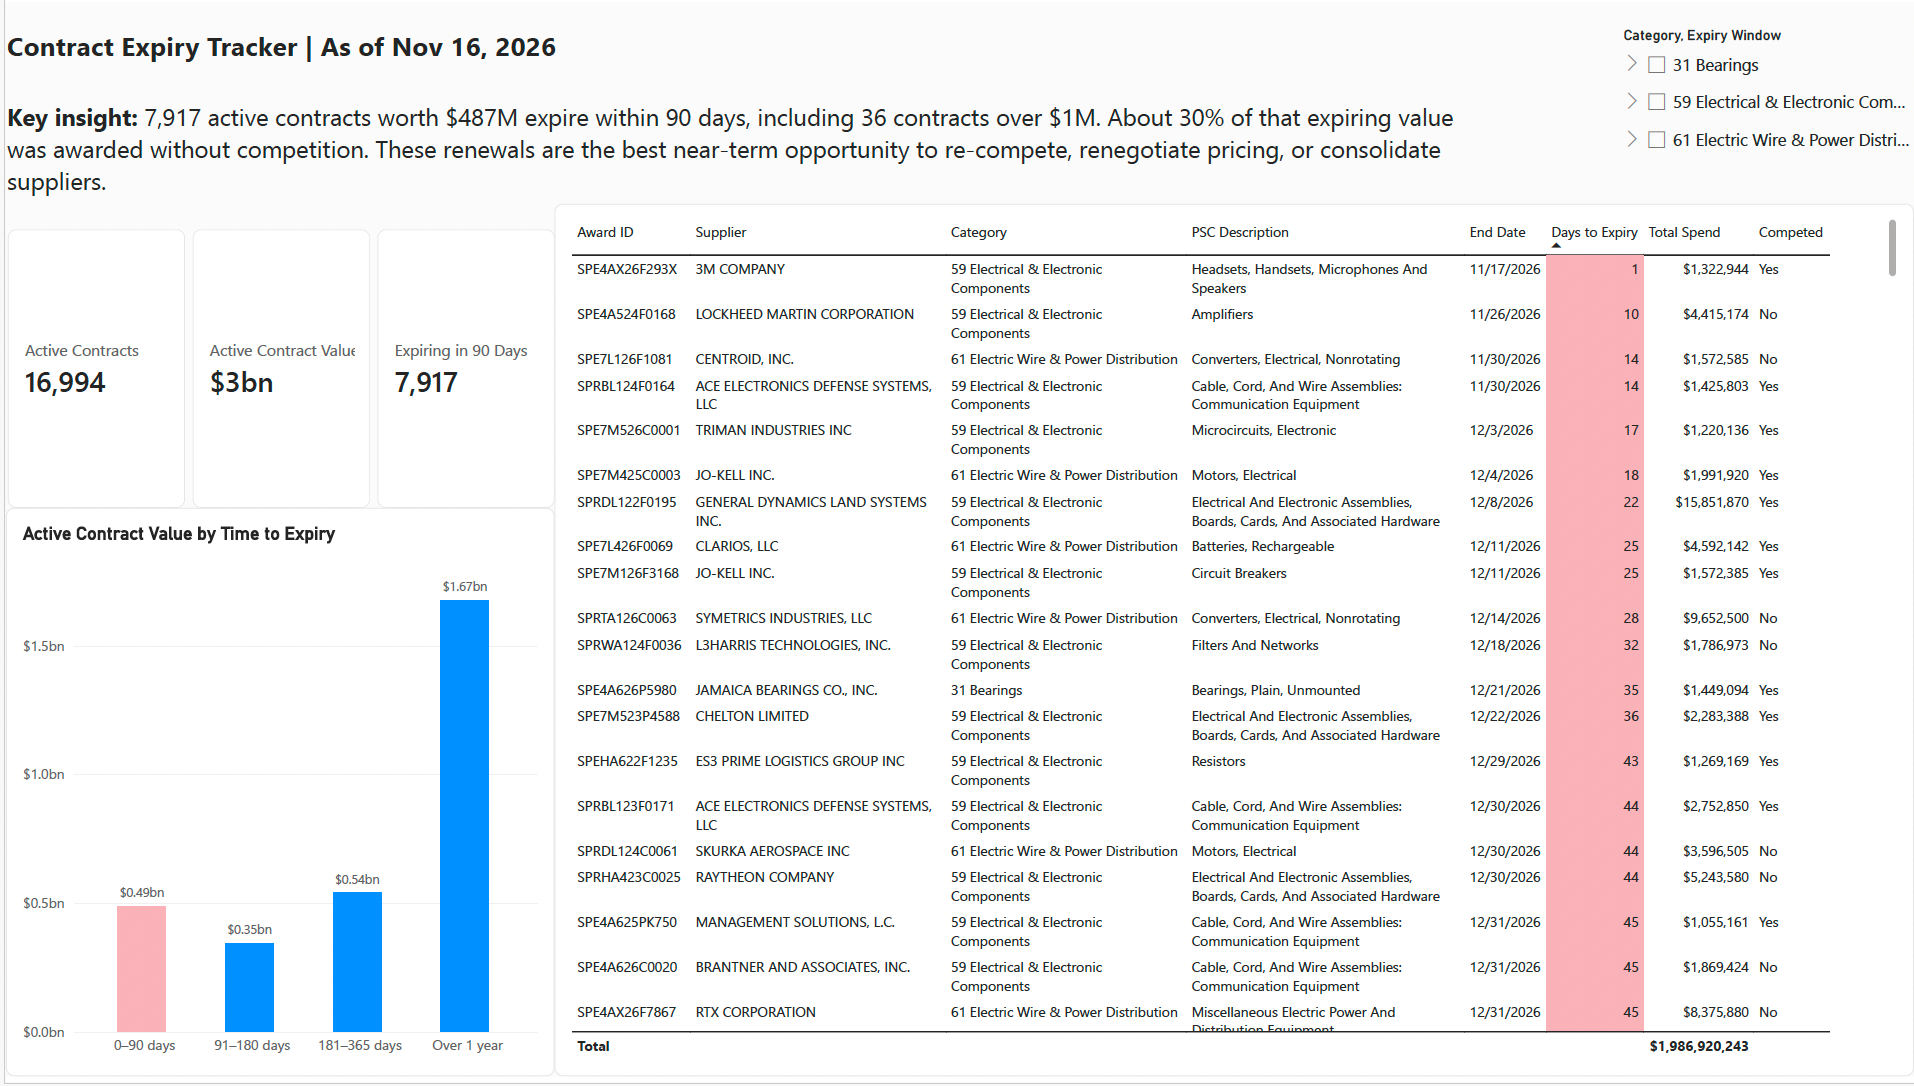 Contract Expiry Tracker | As of Nov 16, 2026
Category, Expiry Window
31 Bearings
59 Electrical & Electronic Com...
61 Electric Wire & Power Distri...
Key insight: 7,917 active contracts worth $487M expire within 90 days, including 36 contracts over $1M. About 30% of that expiring value
was awarded without competition. These renewals are the best near-term opportunity to re-compete, renegotiate pricing, or consolidate
suppliers.
Active Contracts
16,994
Active Contract Value
$3bn
Expiring in 90 Days
7,917
Active Contract Value by Time to Expiry
$1.5bn
$1.0bn
$0.5bn
$0.0bn
$0.49bn
$0.35bn
$0.54bn
$1.67bn
0–90 days 91–180 days 181–365 days Over 1 year
Award ID Supplier Category PSC Description End Date Days to Expiry Total Spend Competed
SPE4AX26F293X 3M COMPANY 59 Electrical & Electronic Headsets, Handsets, Microphones And 11/17/2026 1 $1,322,944 Yes
Components Speakers
SPE4A524F0168 LOCKHEED MARTIN CORPORATION 59 Electrical & Electronic Amplifiers 11/26/2026 10 $4,415,174 No
Components
SPE7L126F1081 CENTROID, INC. 61 Electric Wire & Power Distribution Converters, Electrical, Nonrotating 11/30/2026 14 $1,572,585 No
SPRBL124F0164 ACE ELECTRONICS DEFENSE SYSTEMS, 59 Electrical & Electronic Cable, Cord, And Wire Assemblies: 11/30/2026 14 $1,425,803 Yes
LLC Components Communication Equipment
SPE7M526C0001 TRIMAN INDUSTRIES INC 59 Electrical & Electronic Microcircuits, Electronic 12/3/2026 17 $1,220,136 Yes
Components
SPE7M425C0003 JO-KELL INC. 61 Electric Wire & Power Distribution Motors, Electrical 12/4/2026 18 $1,991,920 Yes
SPRDL122F0195 GENERAL DYNAMICS LAND SYSTEMS 59 Electrical & Electronic Electrical And Electronic Assemblies, 12/8/2026 22 $15,851,870 Yes
INC. Components Boards, Cards, And Associated Hardware
SPE7L426F0069 CLARIOS, LLC 61 Electric Wire & Power Distribution Batteries, Rechargeable 12/11/2026 25 $4,592,142 Yes
SPE7M126F3168 JO-KELL INC. 59 Electrical & Electronic Circuit Breakers 12/11/2026 25 $1,572,385 Yes
Components
SPRTA126C0063 SYMETRICS INDUSTRIES, LLC 61 Electric Wire & Power Distribution Converters, Electrical, Nonrotating 12/14/2026 28 $9,652,500 No
SPRWA124F0036 L3HARRIS TECHNOLOGIES, INC. 59 Electrical & Electronic Filters And Networks 12/18/2026 32 $1,786,973 No
Components
SPE4A626P5980 JAMAICA BEARINGS CO., INC. 31 Bearings Bearings, Plain, Unmounted 12/21/2026 35 $1,449,094 Yes
SPE7M523P4588 CHELTON LIMITED 59 Electrical & Electronic Electrical And Electronic Assemblies, 12/22/2026 36 $2,283,388 Yes
Components Boards, Cards, And Associated Hardware
SPEHA622F1235 ES3 PRIME LOGISTICS GROUP INC 59 Electrical & Electronic Resistors 12/29/2026 43 $1,269,169 Yes
Components
SPRBL123F0171 ACE ELECTRONICS DEFENSE SYSTEMS, 59 Electrical & Electronic Cable, Cord, And Wire Assemblies: 12/30/2026 44 $2,752,850 Yes
LLC Components Communication Equipment
SPRDL124C0061 SKURKA AEROSPACE INC 61 Electric Wire & Power Distribution Motors, Electrical 12/30/2026 44 $3,596,505 No
SPRHA423C0025 RAYTHEON COMPANY 59 Electrical & Electronic Electrical And Electronic Assemblies, 12/30/2026 44 $5,243,580 No
Components Boards, Cards, And Associated Hardware
SPE4A625PK750 MANAGEMENT SOLUTIONS, L.C. 59 Electrical & Electronic Cable, Cord, And Wire Assemblies: 12/31/2026 45 $1,055,161 Yes
Components Communication Equipment
SPE4A626C0020 BRANTNER AND ASSOCIATES, INC. 59 Electrical & Electronic Cable, Cord, And Wire Assemblies: 12/31/2026 45 $1,869,424 No
Components Communication Equipment
SPE4AX26F7867 RTX CORPORATION 61 Electric Wire & Power Distribution Miscellaneous Electric Power And 12/31/2026 45 $8,375,880 No
Distribution Equipment
Total $1,986,920,243